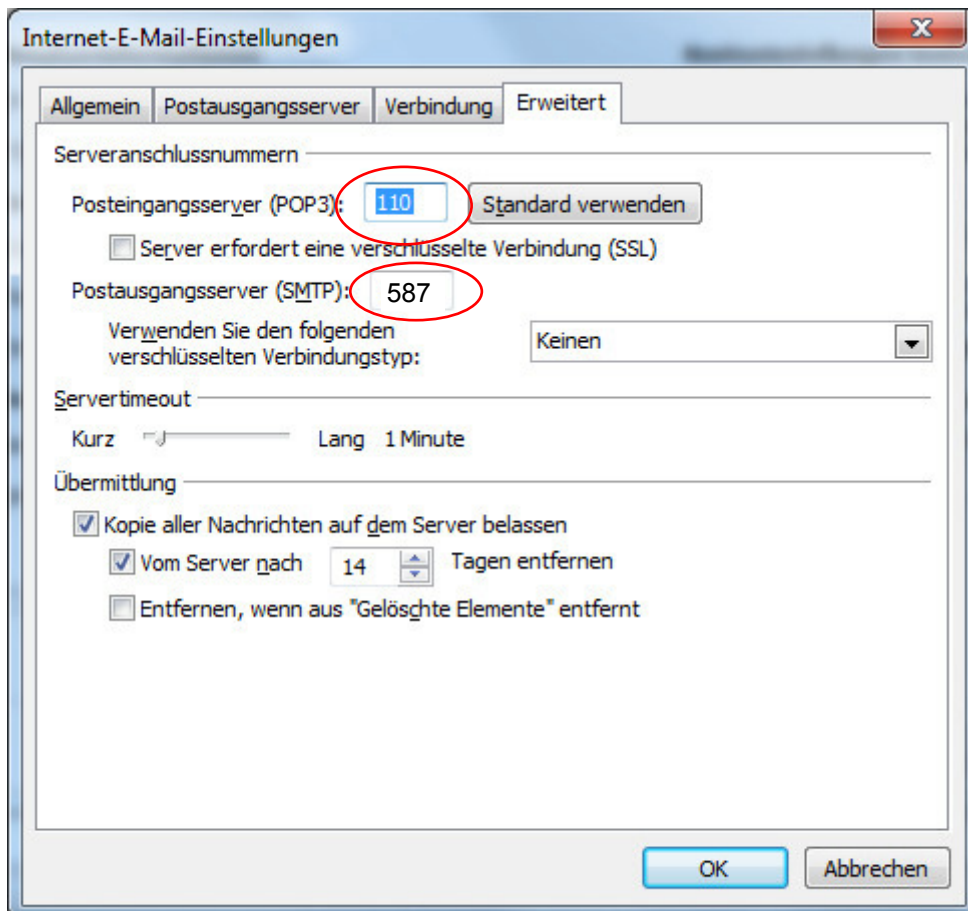 Internet-E-Mail-Einstellungen
Allgemein Postausgangsserver Verbindung Erweitert
Serveranschlussnummern
Posteingangsserver (POP3): 110 Standard verwenden
Server erfordert eine verschlüsselte Verbindung (SSL)
Postausgangsserver (SMTP): 587
Verwenden Sie den folgenden
verschlüsselten Verbindungstyp: Keinen
Servertimeout
Kurz Lang 1 Minute
Übermittlung
Kopie aller Nachrichten auf dem Server belassen
Vom Server nach 14 Tagen entfernen
Entfernen, wenn aus "Gelöschte Elemente" entfernt
OK Abbrechen